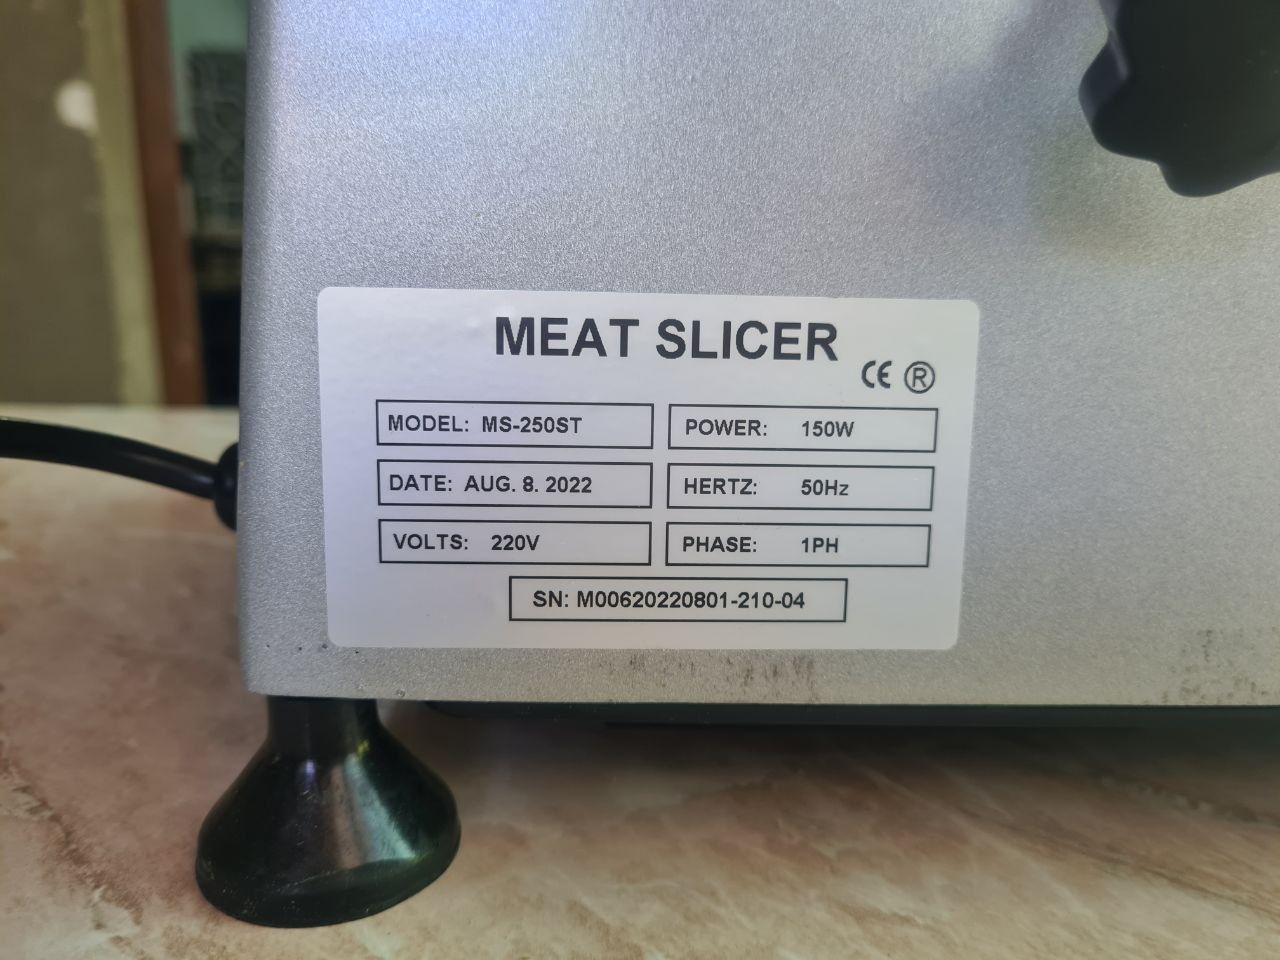 MEAT SLICER
CE ®
MODEL: MS-250ST
POWER: 150W
DATE: AUG. 8. 2022
HERTZ: 50Hz
VOLTS: 220V
PHASE: 1PH
SN: M00620220801-210-04